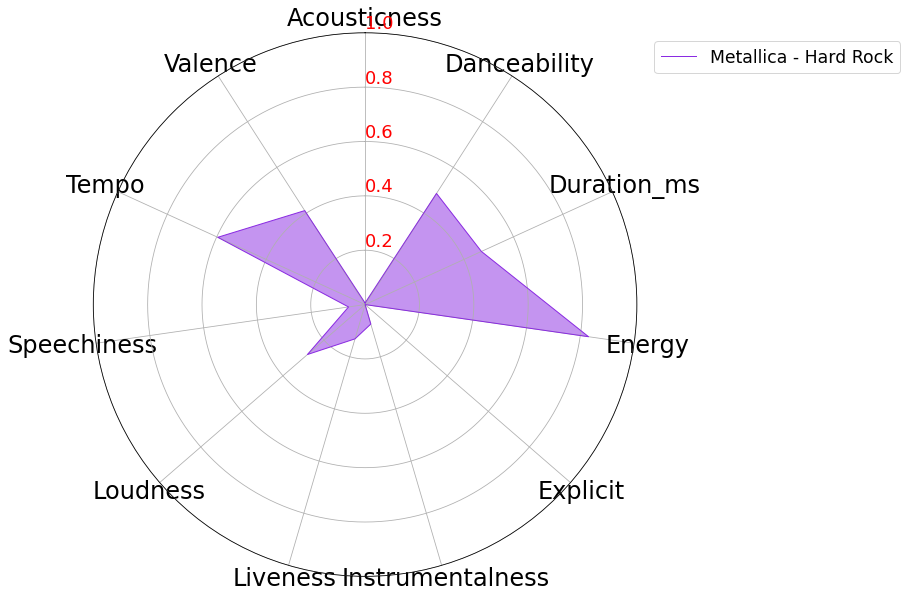 Acousticness
1.0
Valence
Danceability
Metallica - Hard Rock
0.8
0.6
Tempo
Duration_ms
0.4
0.2
Speechiness
Energy
Loudness
Explicit
Liveness
Instrumentalness